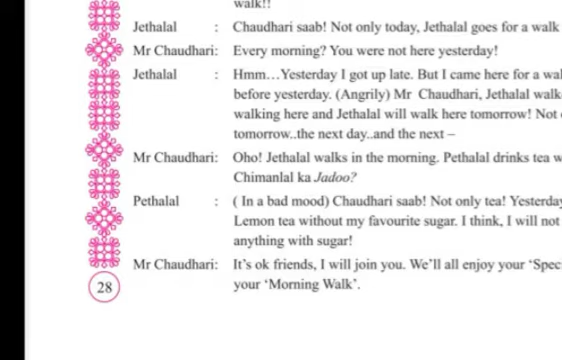 walk!!
Jethalal : Chaudhari saab! Not only today, Jethalal goes for a walk
Mr Chaudhari: Every morning? You were not here yesterday!
Jethalal : Hmm…Yesterday I got up late. But I came here for a
before yesterday. (Angrily) Mr Chaudhari, Jethalal
walking here and Jethalal will walk here tomorrow! Not
tomorrow..the next day..and the next –
Mr Chaudhari: Oho! Jethalal walks in the morning. Pethalal drinks tea
Chimanlal ka Jadoo?
Pethalal : ( In a bad mood) Chaudhari saab! Not only tea!
Lemon tea without my favourite sugar. I think, I will not
anything with sugar!
Mr Chaudhari: It's ok friends, I will join you. We'll all enjoy your
your 'Morning Walk'.
28